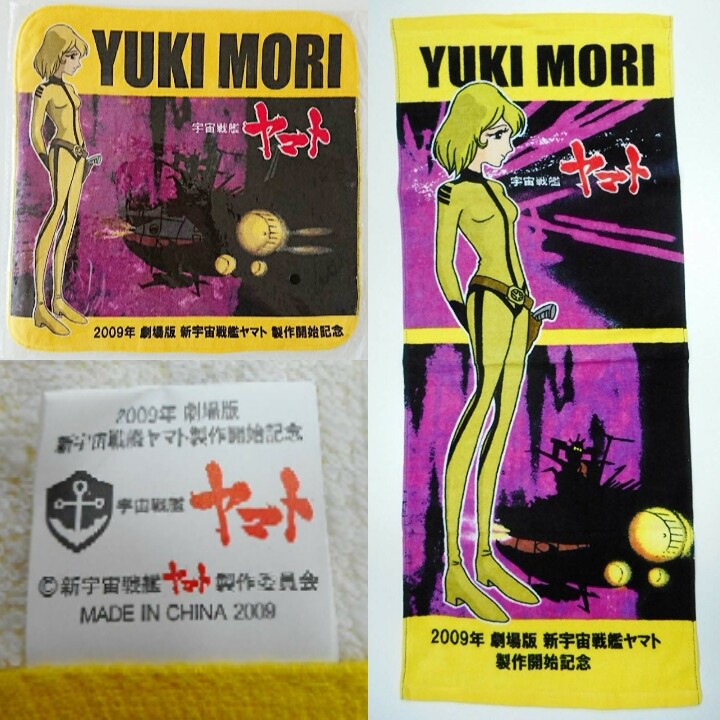 YUKI MORI
宇宙戦艦
ヤマト
2009年 劇場版 新宇宙戦艦ヤマト 製作開始記念
2009年 劇場版
新宇宙戦艦ヤマト製作開始記念
宇宙戦艦 ヤマト
©新宇宙戦艦ヤマト製作委員会
MADE IN CHINA 2009
YUKI MORI
宇宙戦艦
ヤマト
2009年 劇場版 新宇宙戦艦ヤマト
製作開始記念